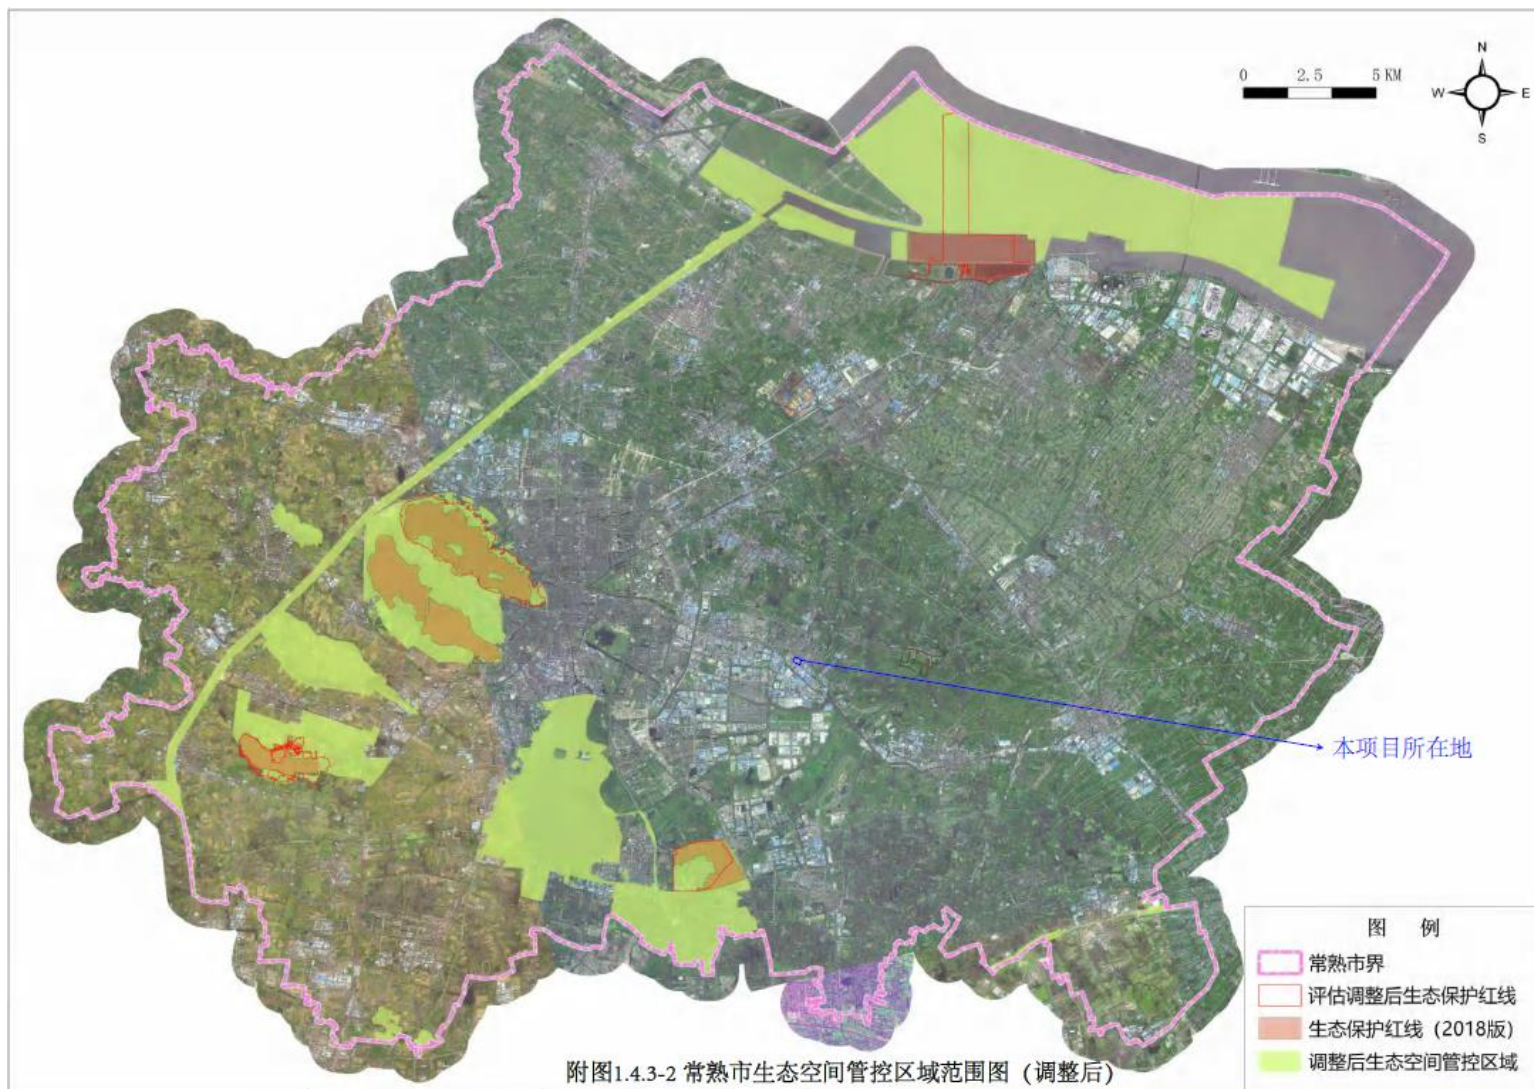 N
0 2.5 5 KM
W E
S
本项目所在地
图 例
常熟市界
评估调整后生态保护红线
生态保护红线（2018版）
调整后生态空间管控区域
附图1.4.3-2 常熟市生态空间管控区域范围图（调整后）